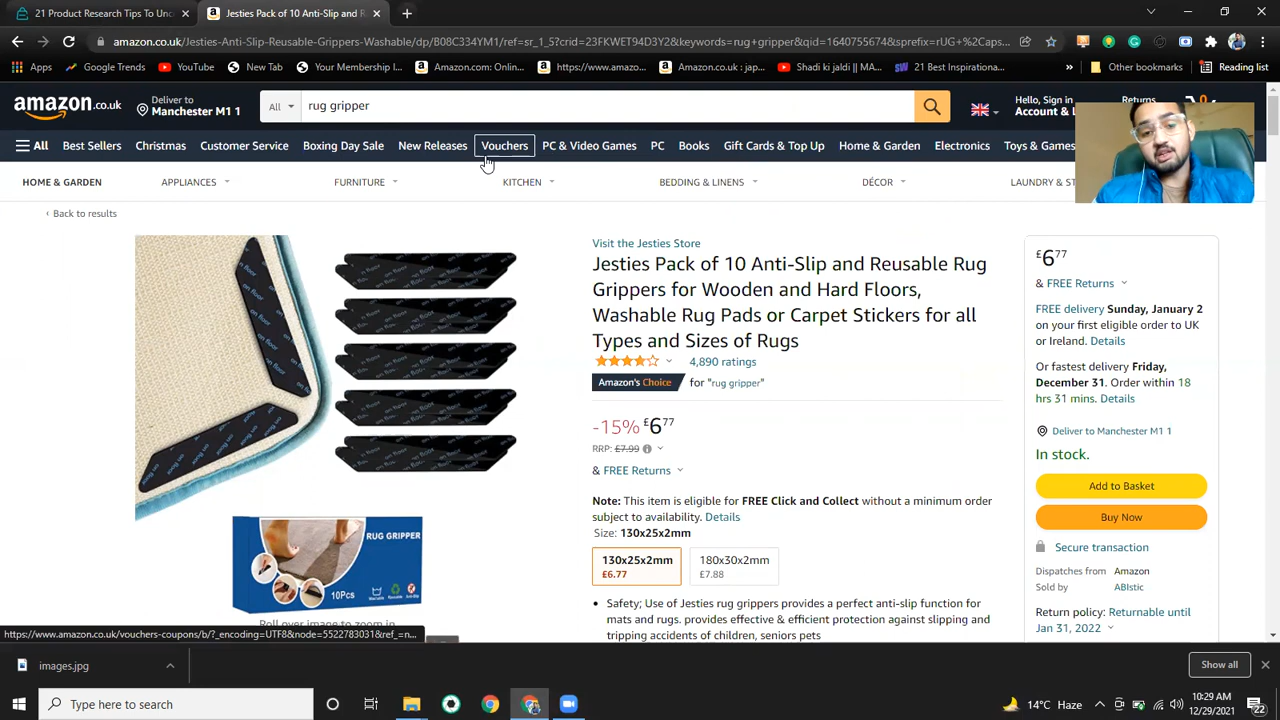 21 Product Research Tips To Unc
Jesties Pack of 10 Anti-Slip and R
amazon.co.uk/Jesties-Anti-Slip-Reusable-Grippers-Washable/dp/B08C334YM1/ref=sr_1_5?crid=23FKWET94D3Y2&keywords=rug+gripper&qid=1640755674&sprefix=rUG+%2Caps...
Apps
Google Trends
YouTube
New Tab
Your Membership I...
Amazon.com: Onlin...
https://www.amazo...
Amazon.co.uk : jap...
Shadi ki jaldi || MA...
21 Best Inspirationa...
»
Other bookmarks
Reading list
amazon.co.uk
Deliver to
Manchester M1 1
All
rug gripper
Hello, Sign in
Account & L
Returns
0
All
Best Sellers
Christmas
Customer Service
Boxing Day Sale
New Releases
Vouchers
PC & Video Games
PC
Books
Gift Cards & Top Up
Home & Garden
Electronics
Toys & Games
HOME & GARDEN
APPLIANCES
FURNITURE
KITCHEN
BEDDING & LINENS
DÉCOR
LAUNDRY & ST
‹ Back to results
on floor
on floor
RUG GRIPPER
10Pcs
Visit the Jesties Store
Jesties Pack of 10 Anti-Slip and Reusable Rug
Grippers for Wooden and Hard Floors,
Washable Rug Pads or Carpet Stickers for all
Types and Sizes of Rugs
4,890 ratings
Amazon's Choice for "rug gripper"
-15% £6.77
RRP: £7.99
& FREE Returns
Note: This item is eligible for FREE Click and Collect without a minimum order
subject to availability. Details
Size: 130x25x2mm
130x25x2mm
£6.77
180x30x2mm
£7.88
• Safety; Use of Jesties rug grippers provides a perfect anti-slip function for
mats and rugs. provides effective & efficient protection against slipping and
tripping accidents of children, seniors pets
£6.77
& FREE Returns
FREE delivery Sunday, January 2
on your first eligible order to UK
or Ireland. Details
Or fastest delivery Friday,
December 31. Order within 18
hrs 31 mins. Details
Deliver to Manchester M1 1
In stock.
Add to Basket
Buy Now
Secure transaction
Dispatches from Amazon
Sold by ABIstic
Return policy: Returnable until
Jan 31, 2022
Roll over image to zoom in
https://www.amazon.co.uk/vouchers-coupons/b/?_encoding=UTF8&node=5522783031&ref_=n...
images.jpg
Show all
Type here to search
14°C Haze
10:29 AM
12/29/2021
22